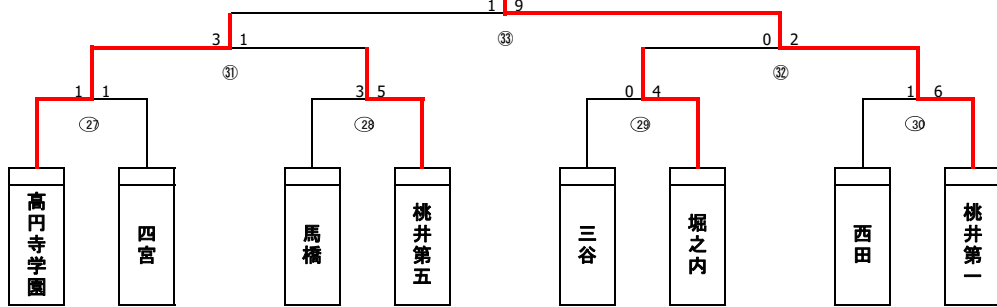 1 9
㉝
3 1
㉛
0 2
㉜
1 1
㉗
3 5
㉘
0 4
㉙
1 6
㉚
高円寺学園
四宮
馬橋
桃井第五
三谷
堀之内
西田
桃井第一